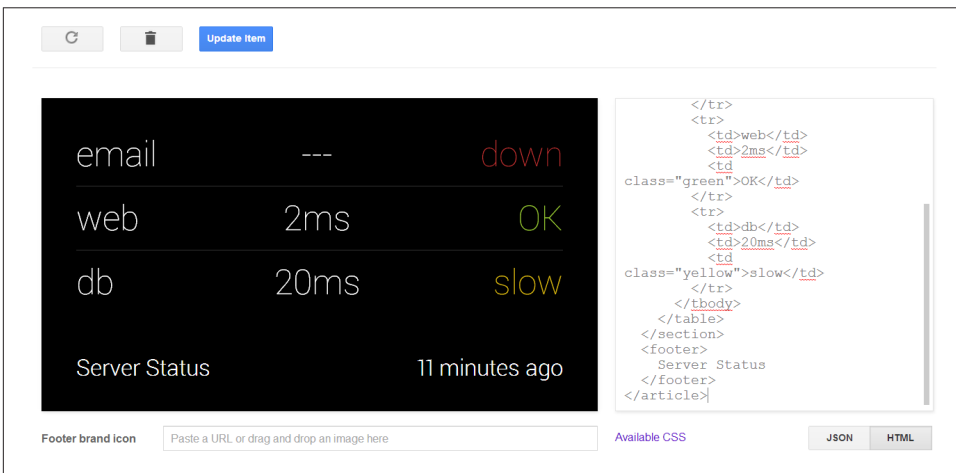 Update Item
email --- down
web 2ms OK
db 20ms slow
Server Status 11 minutes ago
</tr>
<tr>
<td>web</td>
<td>2ms</td>
<td
class="green">OK</td>
</tr>
<tr>
<td>db</td>
<td>20ms</td>
<td
class="yellow">slow</td>
</tr>
</tbody>
</table>
</section>
<footer>
Server Status
</footer>
</article>
Footer brand icon
Paste a URL or drag and drop an image here
Available CSS
JSON
HTML